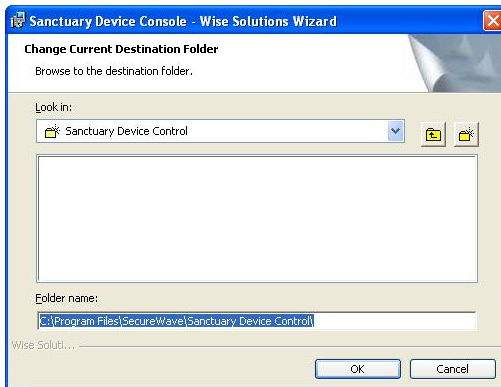 Sanctuary Device Console - Wise Solutions Wizard
Change Current Destination Folder
Browse to the destination folder.
Look in:
Sanctuary Device Control
Folder name:
C:\Program Files\SecureWave\Sanctuary Device Control\
Wise Soluti...
OK Cancel